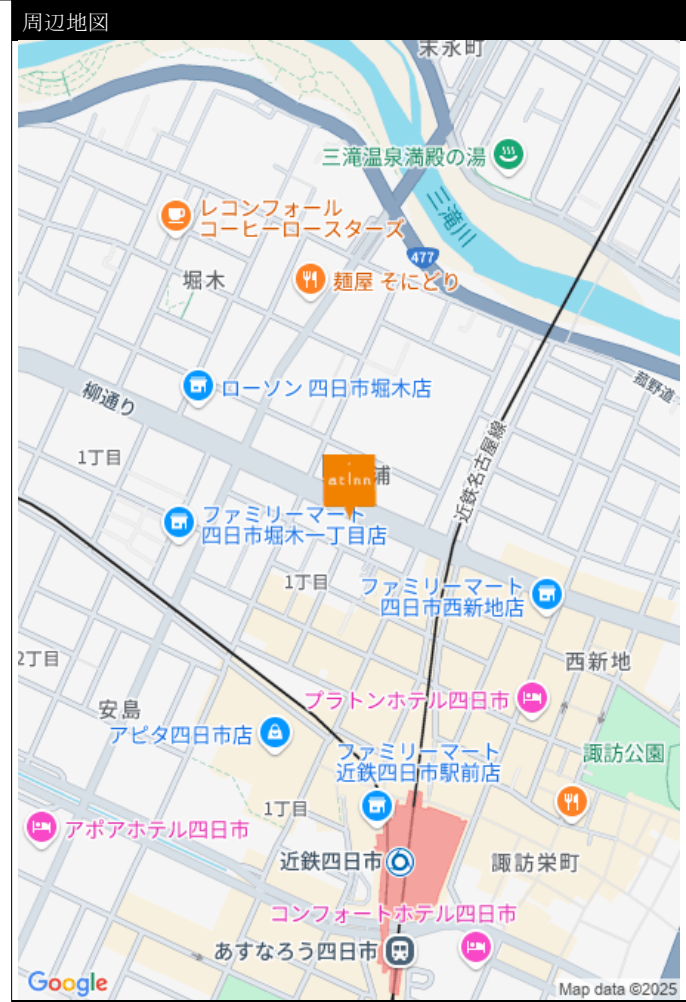 周辺地図
末永町
三滝温泉満殿の湯
レコンフォール
コーヒーロースターズ
三滝川
477
堀木
麺屋 そにどり
菰野道
ローソン 四日市堀木店
柳通り
近鉄名古屋線
1丁目
at inn
浦
ファミリーマート
四日市堀木一丁目店
1丁目
ファミリーマート
四日市西新地店
2丁目
西新地
プラトンホテル四日市
安島
アピタ四日市店
ファミリーマート
近鉄四日市駅前店
諏訪公園
1丁目
アポアホテル四日市
近鉄四日市
諏訪栄町
コンフォートホテル四日市
あすなろう四日市
Google
Map data ©2025